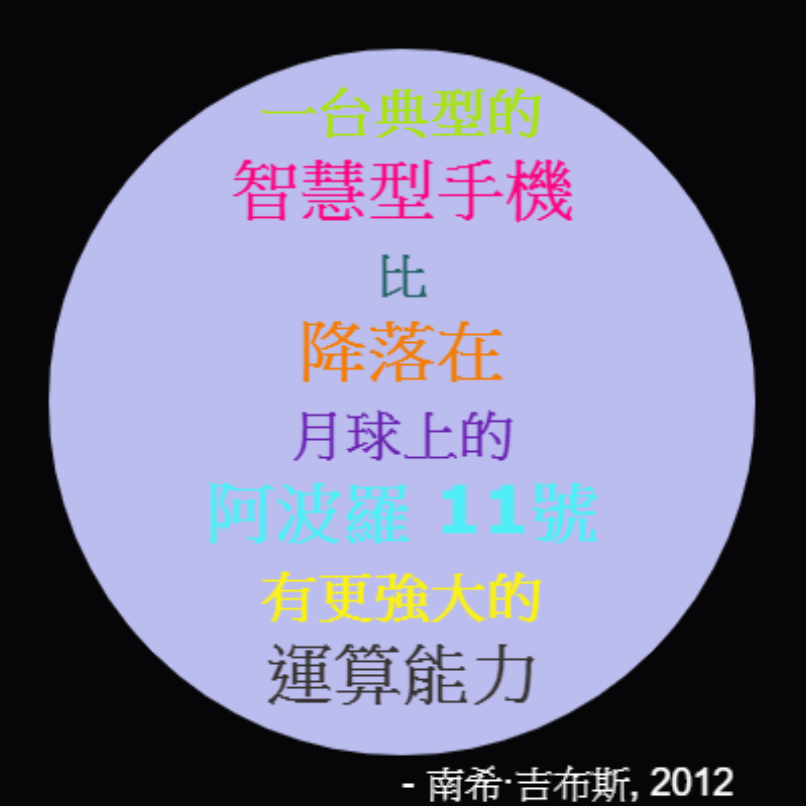 一台典型的
智慧型手機
比
降落在
月球上的
阿波羅 11號
有更強大的
運算能力
- 南希·吉布斯, 2012